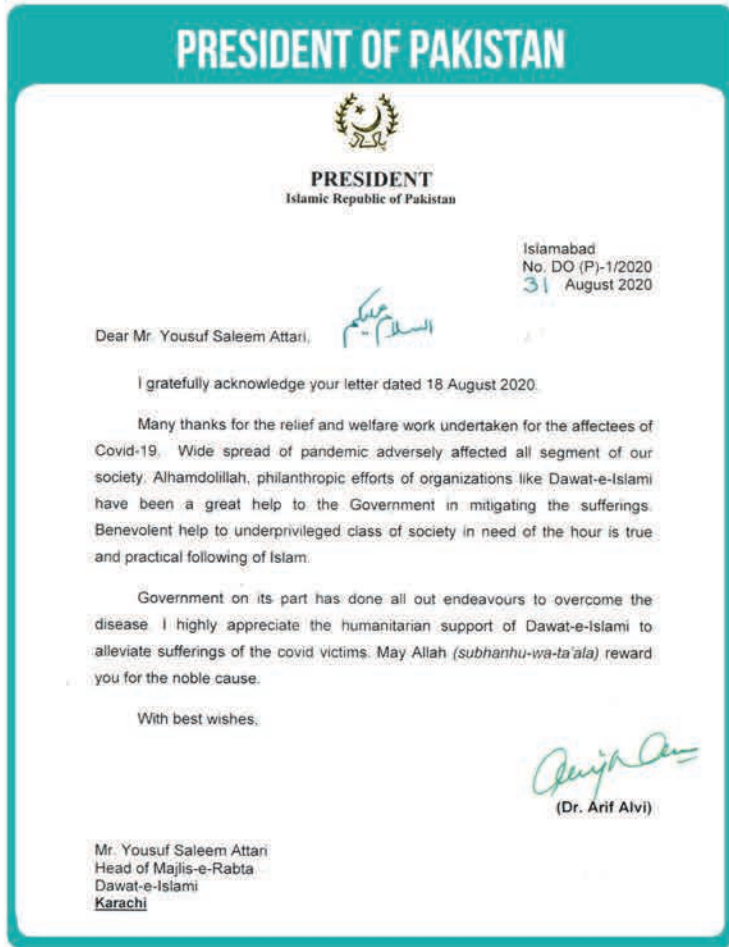 PRESIDENT OF PAKISTAN
PRESIDENT
Islamic Republic of Pakistan
Islamabad
No. DO (P)-1/2020
31 August 2020
Dear Mr. Yousuf Saleem Attari,
السلام علیکم
I gratefully acknowledge your letter dated 18 August 2020.
Many thanks for the relief and welfare work undertaken for the affectees of
Covid-19. Wide spread of pandemic adversely affected all segment of our
society. Alhamdolillah, philanthropic efforts of organizations like Dawat-e-Islami
have been a great help to the Government in mitigating the sufferings.
Benevolent help to underprivileged class of society in need of the hour is true
and practical following of Islam.
Government on its part has done all out endeavours to overcome the
disease. I highly appreciate the humanitarian support of Dawat-e-Islami to
alleviate sufferings of the covid victims. May Allah (subhanhu-wa-ta'ala) reward
you for the noble cause.
With best wishes,
(Dr. Arif Alvi)
Mr. Yousuf Saleem Attari
Head of Majlis-e-Rabta
Dawat-e-Islami
Karachi